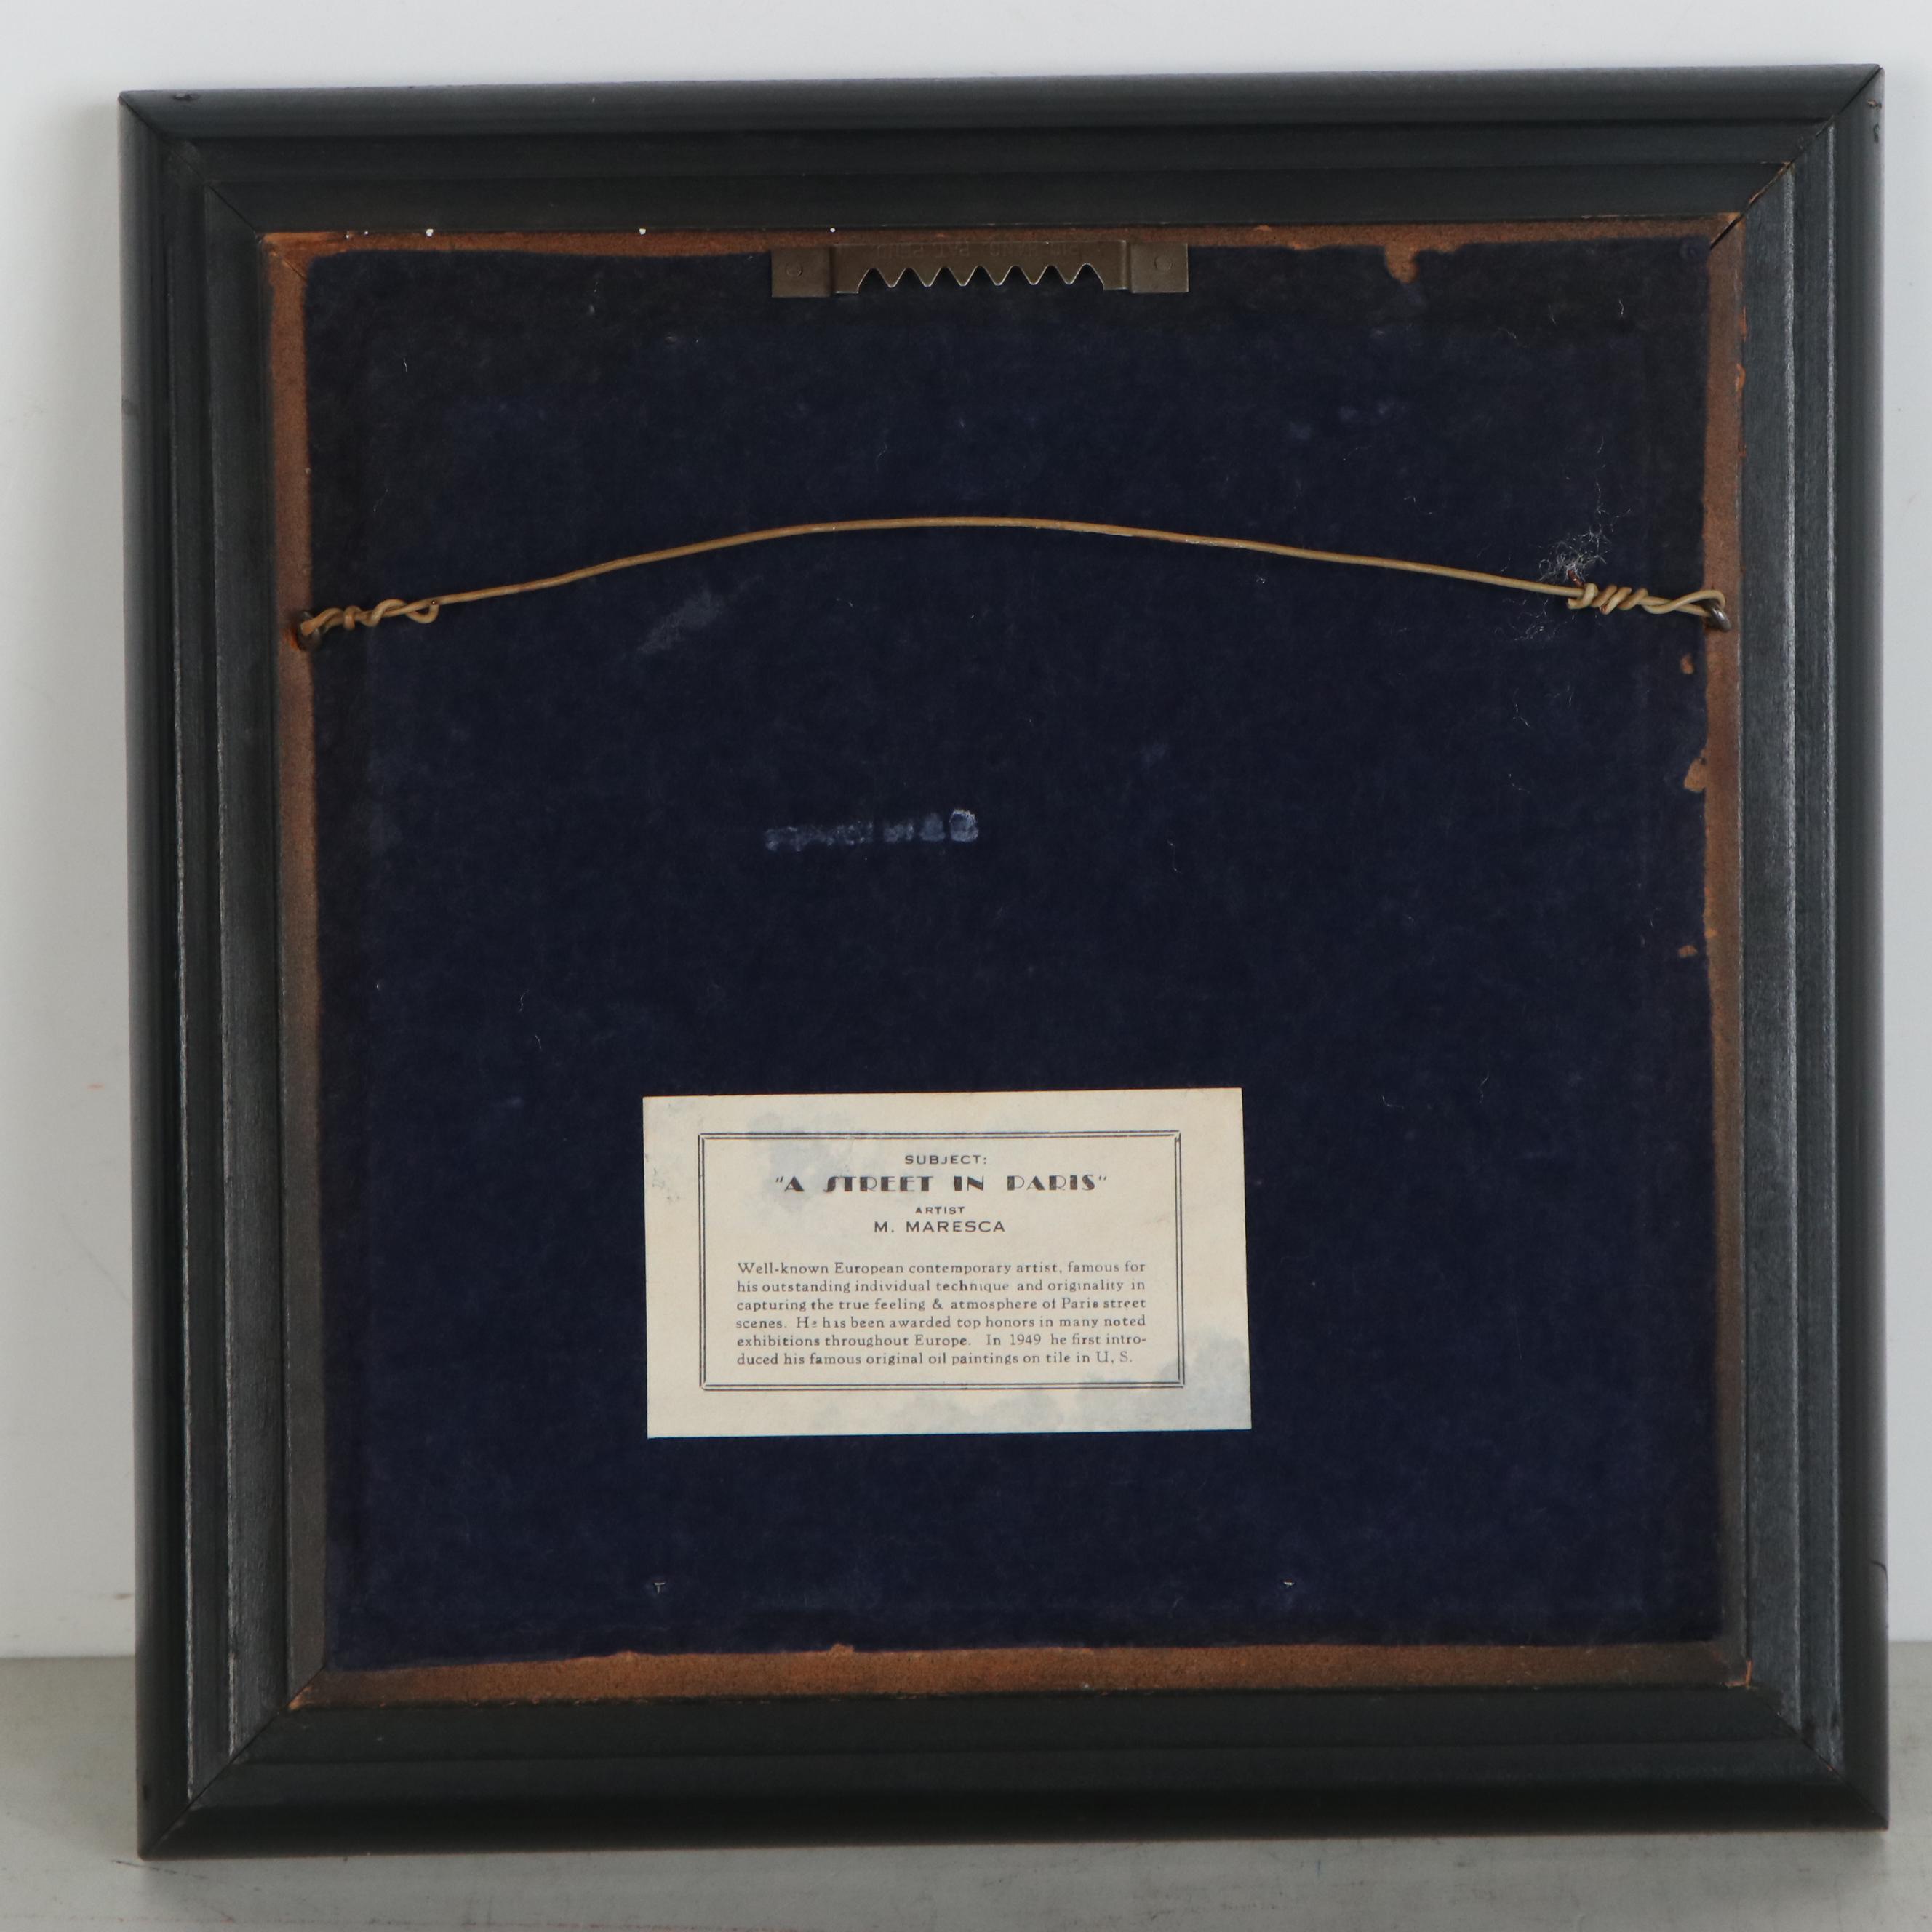 SUBJECT:
"A STREET IN PARIS"
ARTIST
M. MARESCA
Well-known European contemporary artist, famous for
his outstanding individual technique and originality in
capturing the true feeling & atmosphere of Paris street
scenes. He has been awarded top honors in many noted
exhibitions throughout Europe. In 1949 he first intro-
duced his famous original oil paintings on tile in U. S.